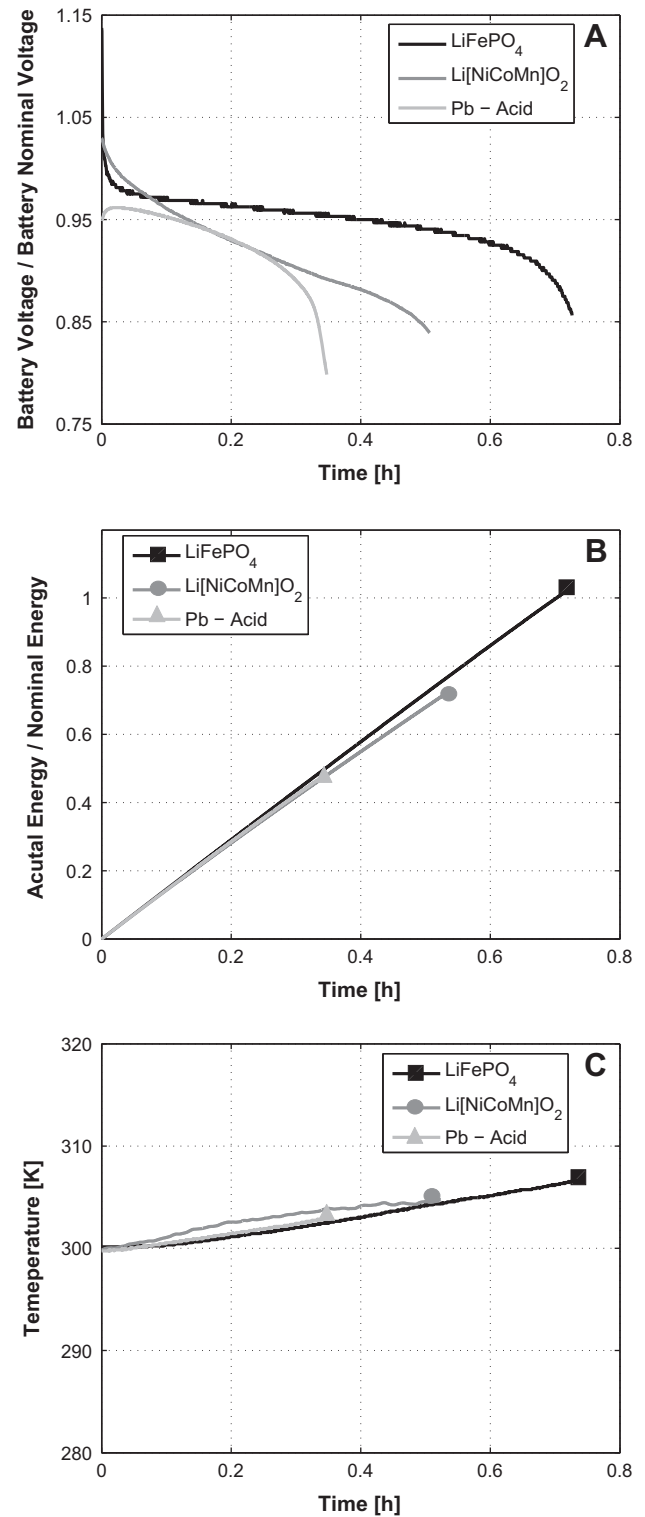 A
LiFePO4
Li[NiCoMn]O2
Pb − Acid
Battery Voltage / Battery Nominal Voltage
1.15
1.05
0.95
0.85
0.75
0 0.2 0.4 0.6 0.8
Time [h]
B
LiFePO4
Li[NiCoMn]O2
Pb − Acid
Acutal Energy / Nominal Energy
1
0.8
0.6
0.4
0.2
0
0 0.2 0.4 0.6 0.8
Time [h]
C
LiFePO4
Li[NiCoMn]O2
Pb − Acid
Temeperature [K]
320
310
300
290
280
0 0.2 0.4 0.6 0.8
Time [h]